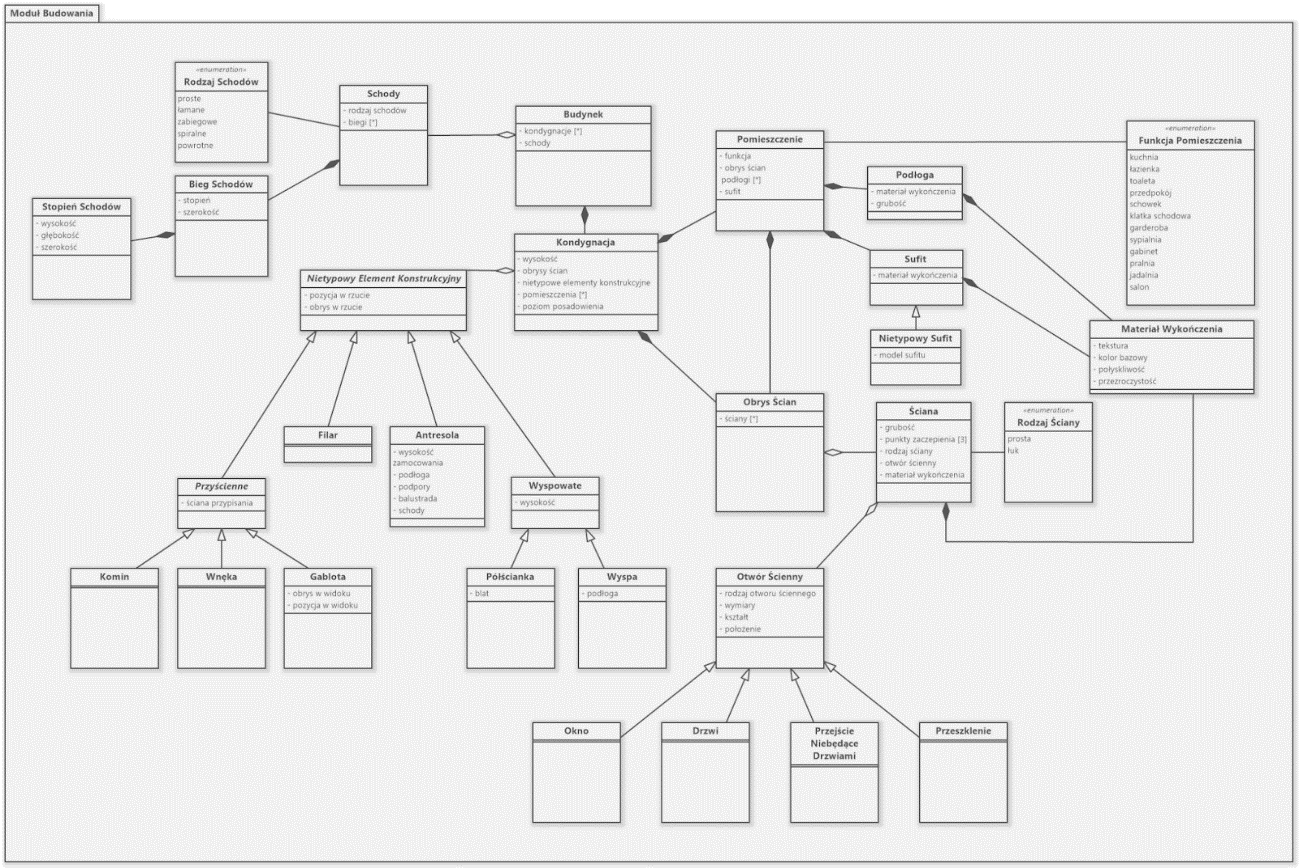 Moduł Budowania
«enumeration»
Rodzaj Schodów
proste
łamane
zabiegowe
spiralne
powrotne
Schody
- rodzaj schodów
- biegi [*]
Budynek
- kondygnacje [*]
- schody
Pomieszczenie
- funkcja
- obrys ścian
podłogi [*]
- sufit
«enumeration»
Funkcja Pomieszczenia
kuchnia
łazienka
toaleta
przedpokój
schowek
klatka schodowa
garderoba
sypialnia
gabinet
pralnia
jadalnia
salon
Podłoga
- materiał wykończenia
- grubość
Bieg Schodów
- stopień
- szerokość
Stopień Schodów
- wysokość
- głębokość
- szerokość
Kondygnacja
- wysokość
- obrysy ścian
- nietypowe elementy konstrukcyjne
- pomieszczenia [*]
- poziom posadowienia
Sufit
- materiał wykończenia
Nietypowy Element Konstrukcyjny
- pozycja w rzucie
- obrys w rzucie
Nietypowy Sufit
- model sufitu
Materiał Wykończenia
- tekstura
- kolor bazowy
- połyskliwość
- przezroczystość
Obrys Ścian
- ściany [*]
Ściana
- grubość
- punkty zaczepienia [3]
- rodzaj ściany
- otwór ścienny
- materiał wykończenia
«enumeration»
Rodzaj Ściany
prosta
łuk
Filar
Antresola
- wysokość
zamocowania
- podłoga
- podpory
- balustrada
- schody
Przyścienne
- ściana przypisania
Wyspowate
- wysokość
Komin
Wnęka
Gablota
- obrys w widoku
- pozycja w widoku
Półścianka
- blat
Wyspa
- podłoga
Otwór Ścienny
- rodzaj otworu ściennego
- wymiary
- kształt
- położenie
Okno
Drzwi
Przejście
Niebędące
Drzwiami
Przeszklenie